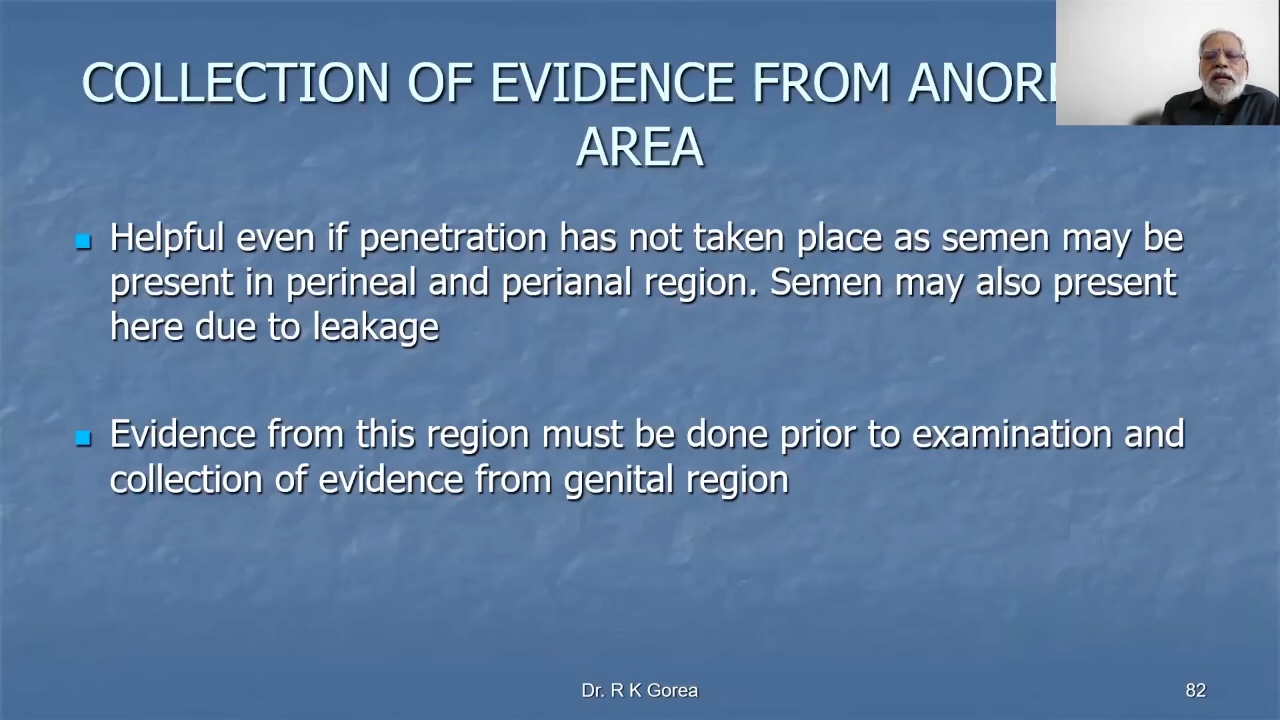 COLLECTION OF EVIDENCE FROM
AREA
■ Helpful even if penetration has not taken place as semen may be
present in perineal and perianal region. Semen may also present
here due to leakage
■ Evidence from this region must be done prior to examination and
collection of evidence from genital region
Dr. R K Gorea
82